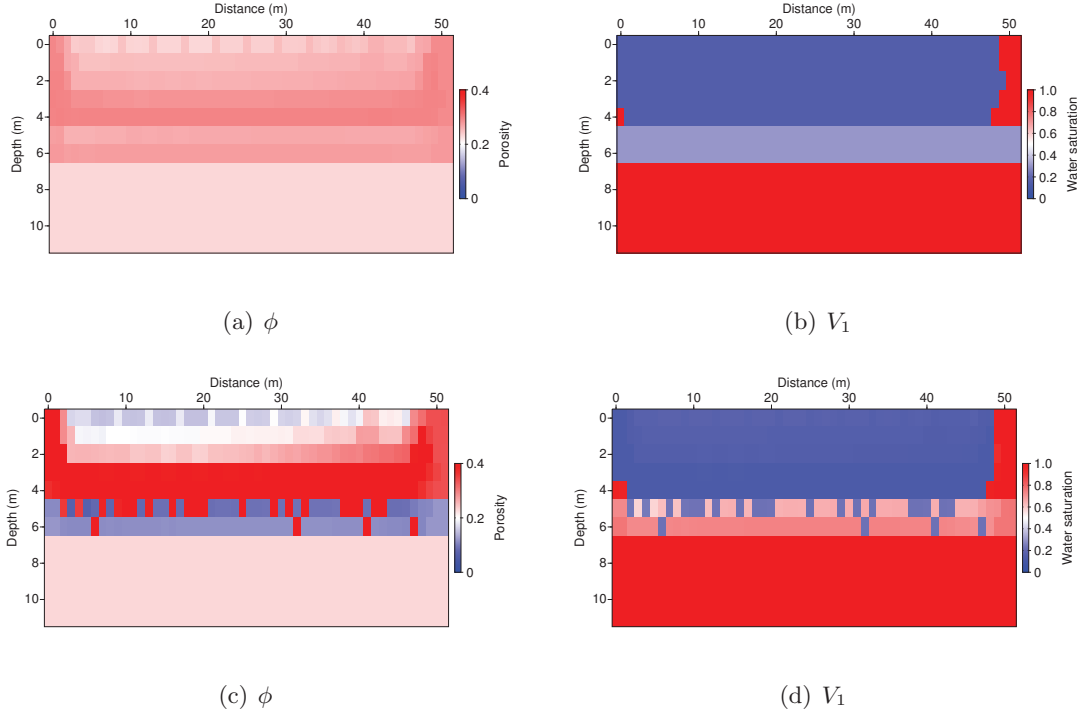 Distance (m)
0 10 20 30 40 50
0
2
4
6
8
10
Depth (m)
0.4
0.2
0
Porosity
(a) ϕ
Distance (m)
0 10 20 30 40 50
0
2
4
6
8
10
Depth (m)
1.0
0.8
0.6
0.4
0.2
0
Water saturation
(b) V₁
Distance (m)
0 10 20 30 40 50
0
2
4
6
8
10
Depth (m)
0.4
0.2
0
Porosity
(c) ϕ
Distance (m)
0 10 20 30 40 50
0
2
4
6
8
10
Depth (m)
1.0
0.8
0.6
0.4
0.2
0
Water saturation
(d) V₁